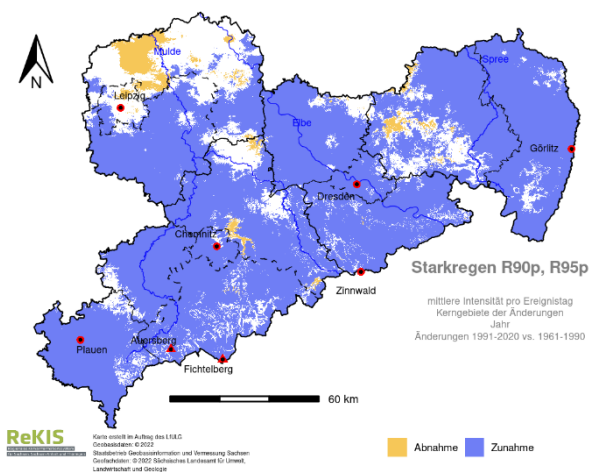 Mulde
Spree
Leipzig
Elbe
Görlitz
Dresden
Chemnitz
Starkregen R90p, R95p
Zinnwald
mittlere Intensität pro Ereignistag
Kerngebiete der Änderungen
Jahr
Änderungen 1991-2020 vs. 1961-1990
Plauen
Auersberg
Fichtelberg
60 km
N
ReKIS
Karte erstellt im Auftrag des LfULG
Geobasisdaten: © 2022
Staatsbetrieb Geobasisinformation und Vermessung Sachsen
Geofachdaten: © 2022 Sächsisches Landesamt für Umwelt,
Landwirtschaft und Geologie
Abnahme
Zunahme